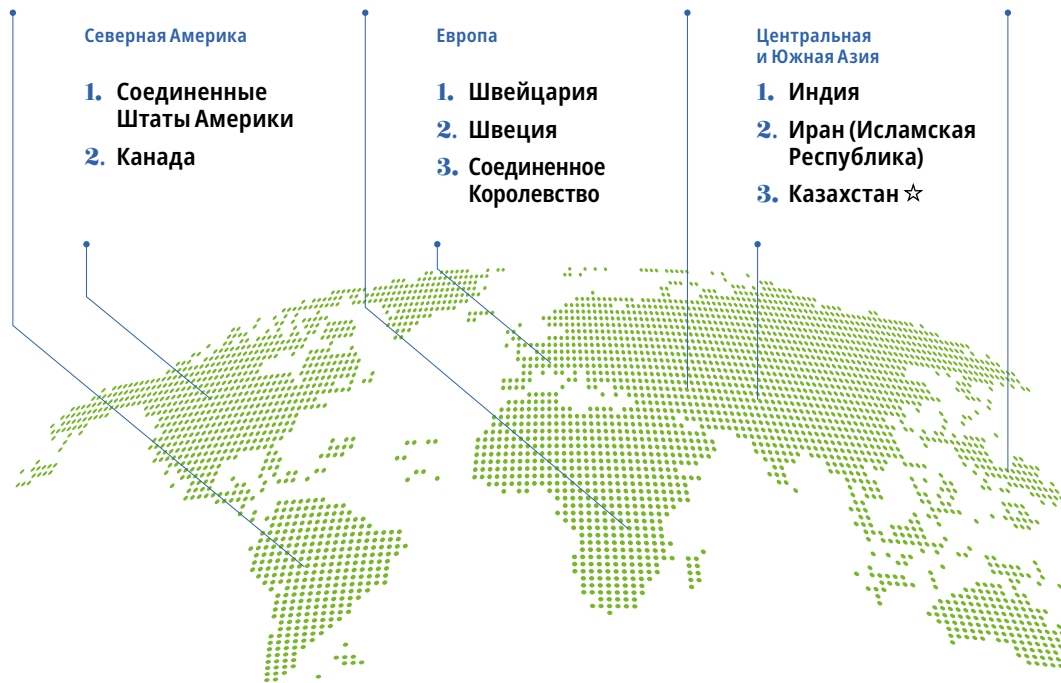 Северная Америка
1. Соединенные
Штаты Америки
2. Канада
Европа
1. Швейцария
2. Швеция
3. Соединенное
Королевство
Центральная
и Южная Азия
1. Индия
2. Иран (Исламская
Республика)
3. Казахстан ☆